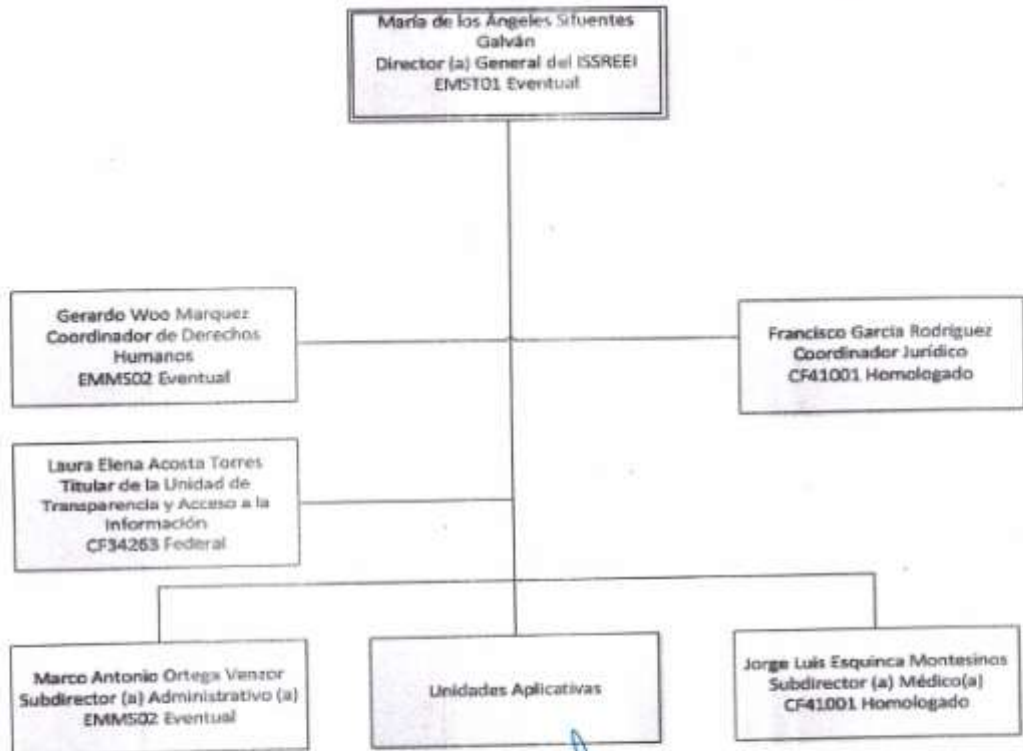 María de los Ángeles Sifuentes
Galván
Director (a) General del ISSREEI
EMST01 Eventual
Gerardo Woo Marquez
Coordinador de Derechos
Humanos
EMMS02 Eventual
Francisco García Rodríguez
Coordinador Jurídico
CF41001 Homologado
Laura Elena Acosta Torres
Titular de la Unidad de
Transparencia y Acceso a la
Información
CF34263 Federal
Marco Antonio Ortega Venzor
Subdirector (a) Administrativo (a)
EMMS02 Eventual
Unidades Aplicativas
Jorge Luis Esquinca Montesinos
Subdirector (a) Médico(a)
CF41001 Homologado